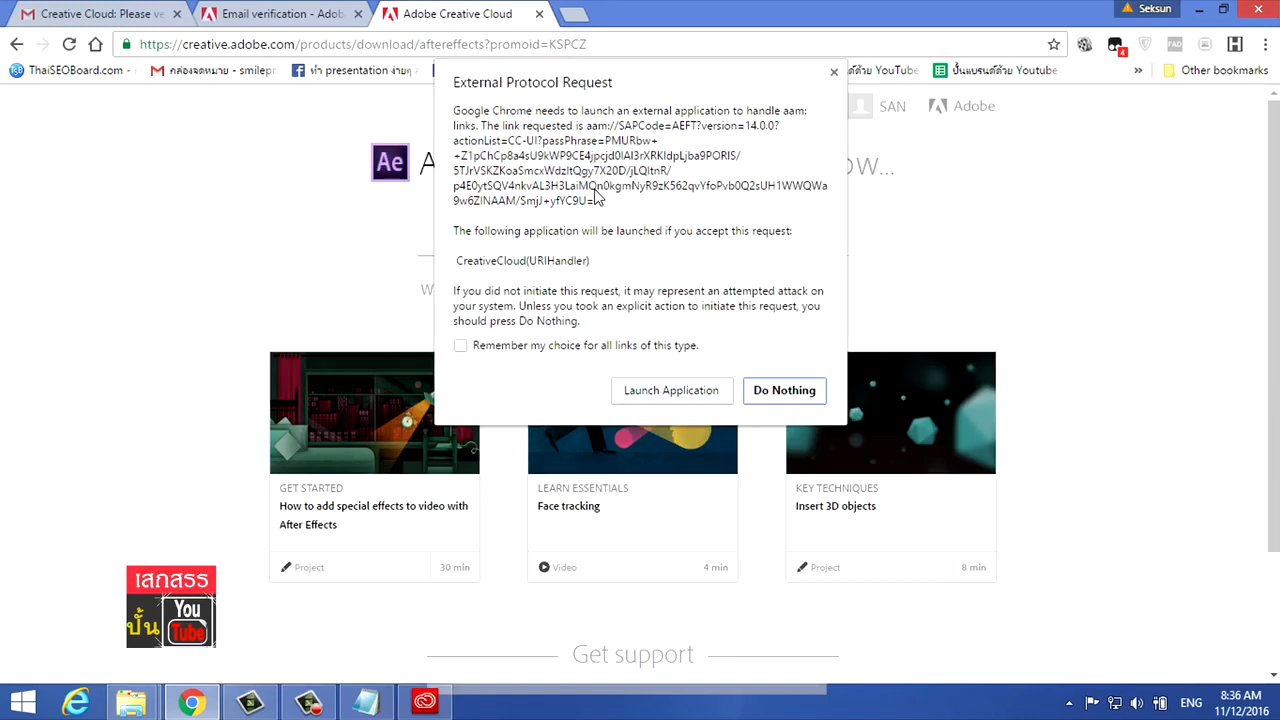 Creative Cloud: Please ve
Email verification - Adob
Adobe Creative Cloud
Seksun
https://creative.adobe.com/products/download/aftereffects?promoid=KSPCZ
4
FAD
ThaiSEOBoard.com
กล่องจดหมาย - smilepr
ทำ presentation ง่ายๆ
ด้วย YouTube
ปั้นแบรนด์ด้วย Youtube
»
Other bookmarks
External Protocol Request
SAN
Adobe
Google Chrome needs to launch an external application to handle aam:
links. The link requested is aam://SAPCode=AEFT?version=14.0.0?
actionList=CC-UI?passPhrase=PMURbw+
+Z1pChCp8a4sU9kWP9CE4jpcjd0IAI3rXRKIdpLjba9PORIS/
5TJrVSKZKoaSmcxWdzItQgy7X20D/jLQItnR/
p4E0ytSQV4nkvAL3H3LaiMQn0kgmNyR9zK562qvYfoPvb0Q2sUH1WWQWa
9w6ZINAAM/SmjJ+yfYC9U=
Ae
A
OW...
The following application will be launched if you accept this request:
CreativeCloud(URIHandler)
W
If you did not initiate this request, it may represent an attempted attack on
your system. Unless you took an explicit action to initiate this request, you
should press Do Nothing.
Remember my choice for all links of this type.
Launch Application
Do Nothing
GET STARTED
How to add special effects to video with
After Effects
Project
30 min
LEARN ESSENTIALS
Face tracking
Video
4 min
KEY TECHNIQUES
Insert 3D objects
Project
8 min
เสกสรร
ปั้น
You
Tube
Get support
ENG
8:36 AM
11/12/2016